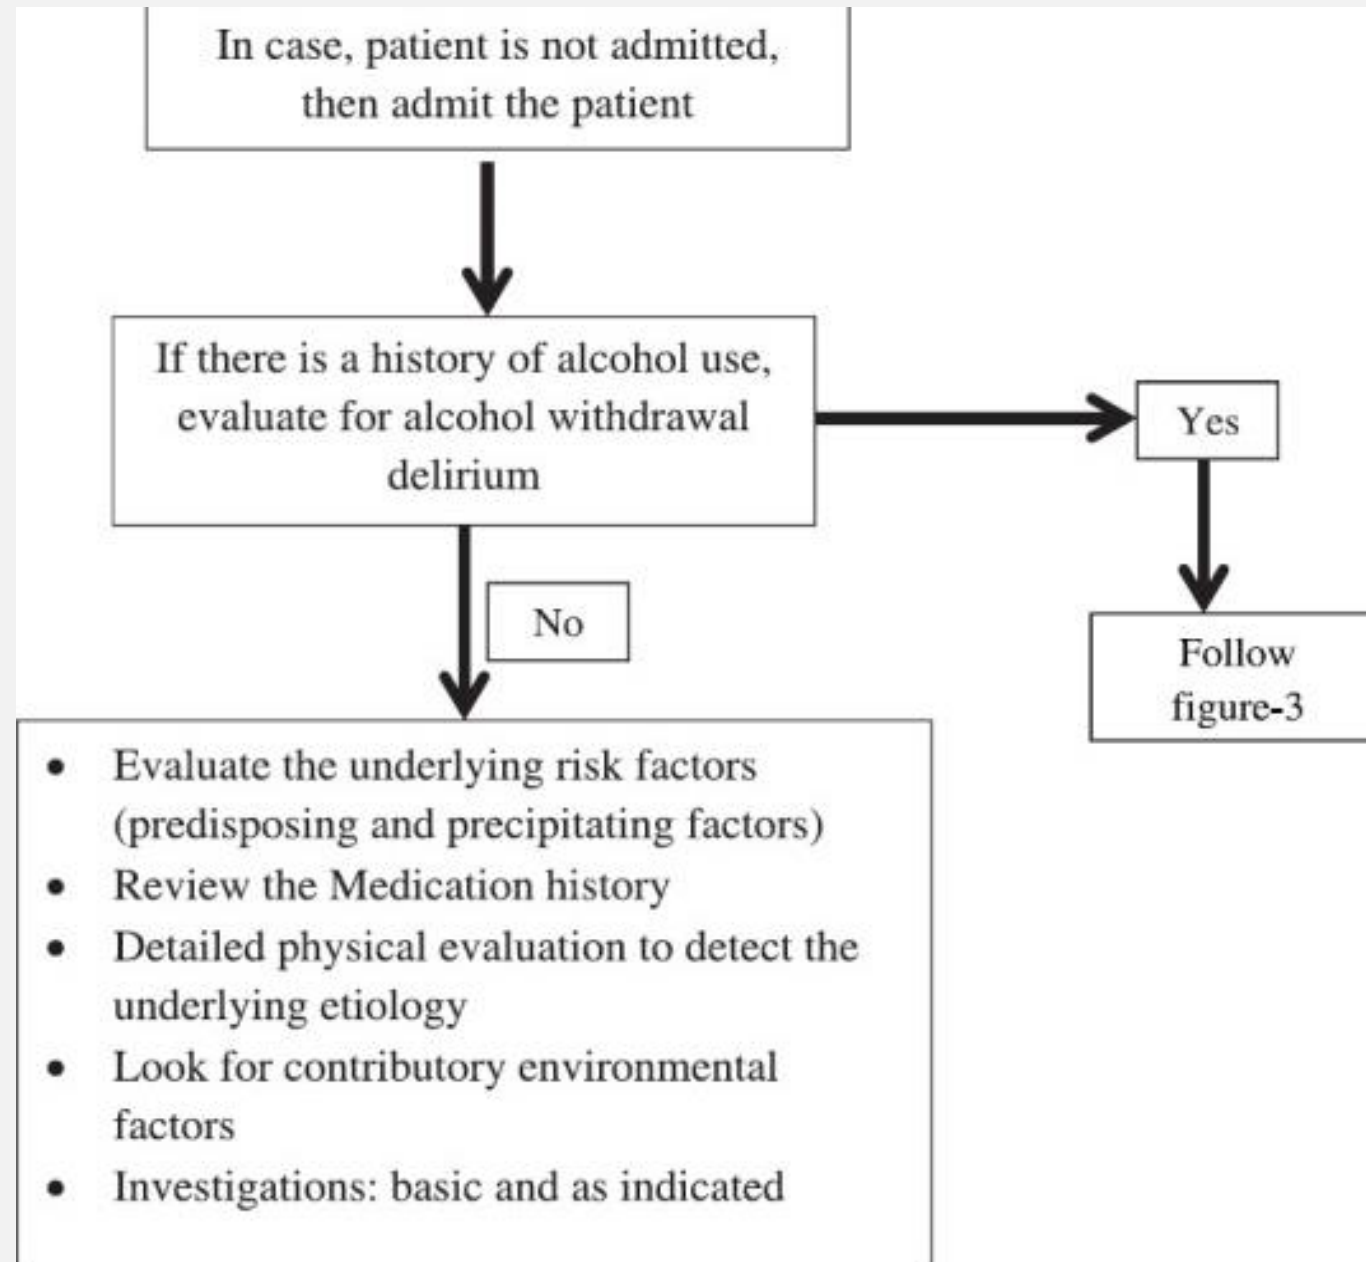 In case, patient is not admitted,
then admit the patient
If there is a history of alcohol use,
evaluate for alcohol withdrawal
delirium
Yes
No
Follow
figure-3
• Evaluate the underlying risk factors
(predisposing and precipitating factors)
• Review the Medication history
• Detailed physical evaluation to detect the
underlying etiology
• Look for contributory environmental
factors
• Investigations: basic and as indicated